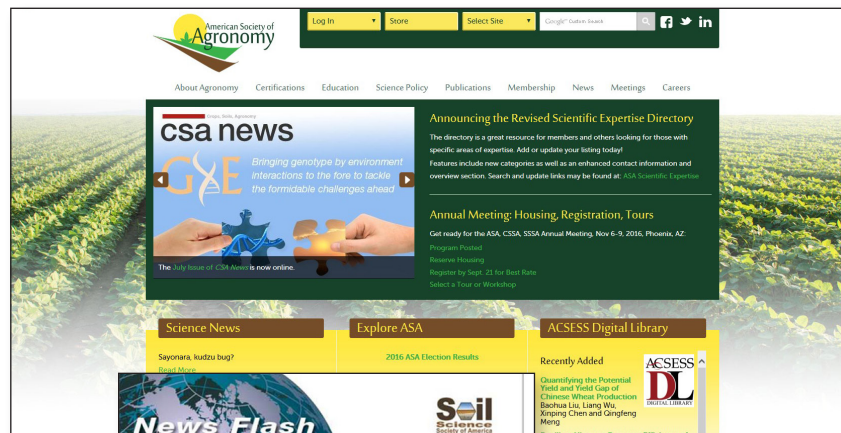 American Society of
Agronomy
Log In
Store
Select Site
Google™ Custom Search
f
in
About Agronomy Certifications Education Science Policy Publications Membership News Meetings Careers
Crops, Soils, Agronomy
csa news
GXE
Bringing genotype by environment
interactions to the fore to tackle
the formidable challenges ahead
The July Issue of CSA News is now online.
Announcing the Revised Scientific Expertise Directory
The directory is a great resource for members and others looking for those with
specific areas of expertise. Add or update your listing today!
Features include new categories as well as an enhanced contact information and
overview section. Search and update links may be found at: ASA Scientific Expertise
Annual Meeting: Housing, Registration, Tours
Get ready for the ASA, CSSA, SSSA Annual Meeting, Nov 6-9, 2016, Phoenix, AZ:
Program Posted
Reserve Housing
Register by Sept. 21 for Best Rate
Select a Tour or Workshop
Science News
Sayonara, kudzu bug?
Read More
Explore ASA
2016 ASA Election Results
ACSESS Digital Library
Recently Added
ACSESS
DL
DIGITAL LIBRARY
Quantifying the Potential
Yield and Yield Gap of
Chinese Wheat Production
Baohua Liu, Liang Wu,
Xinping Chen and Qingfeng
Meng
News Flash
Soil
Science
Society of America